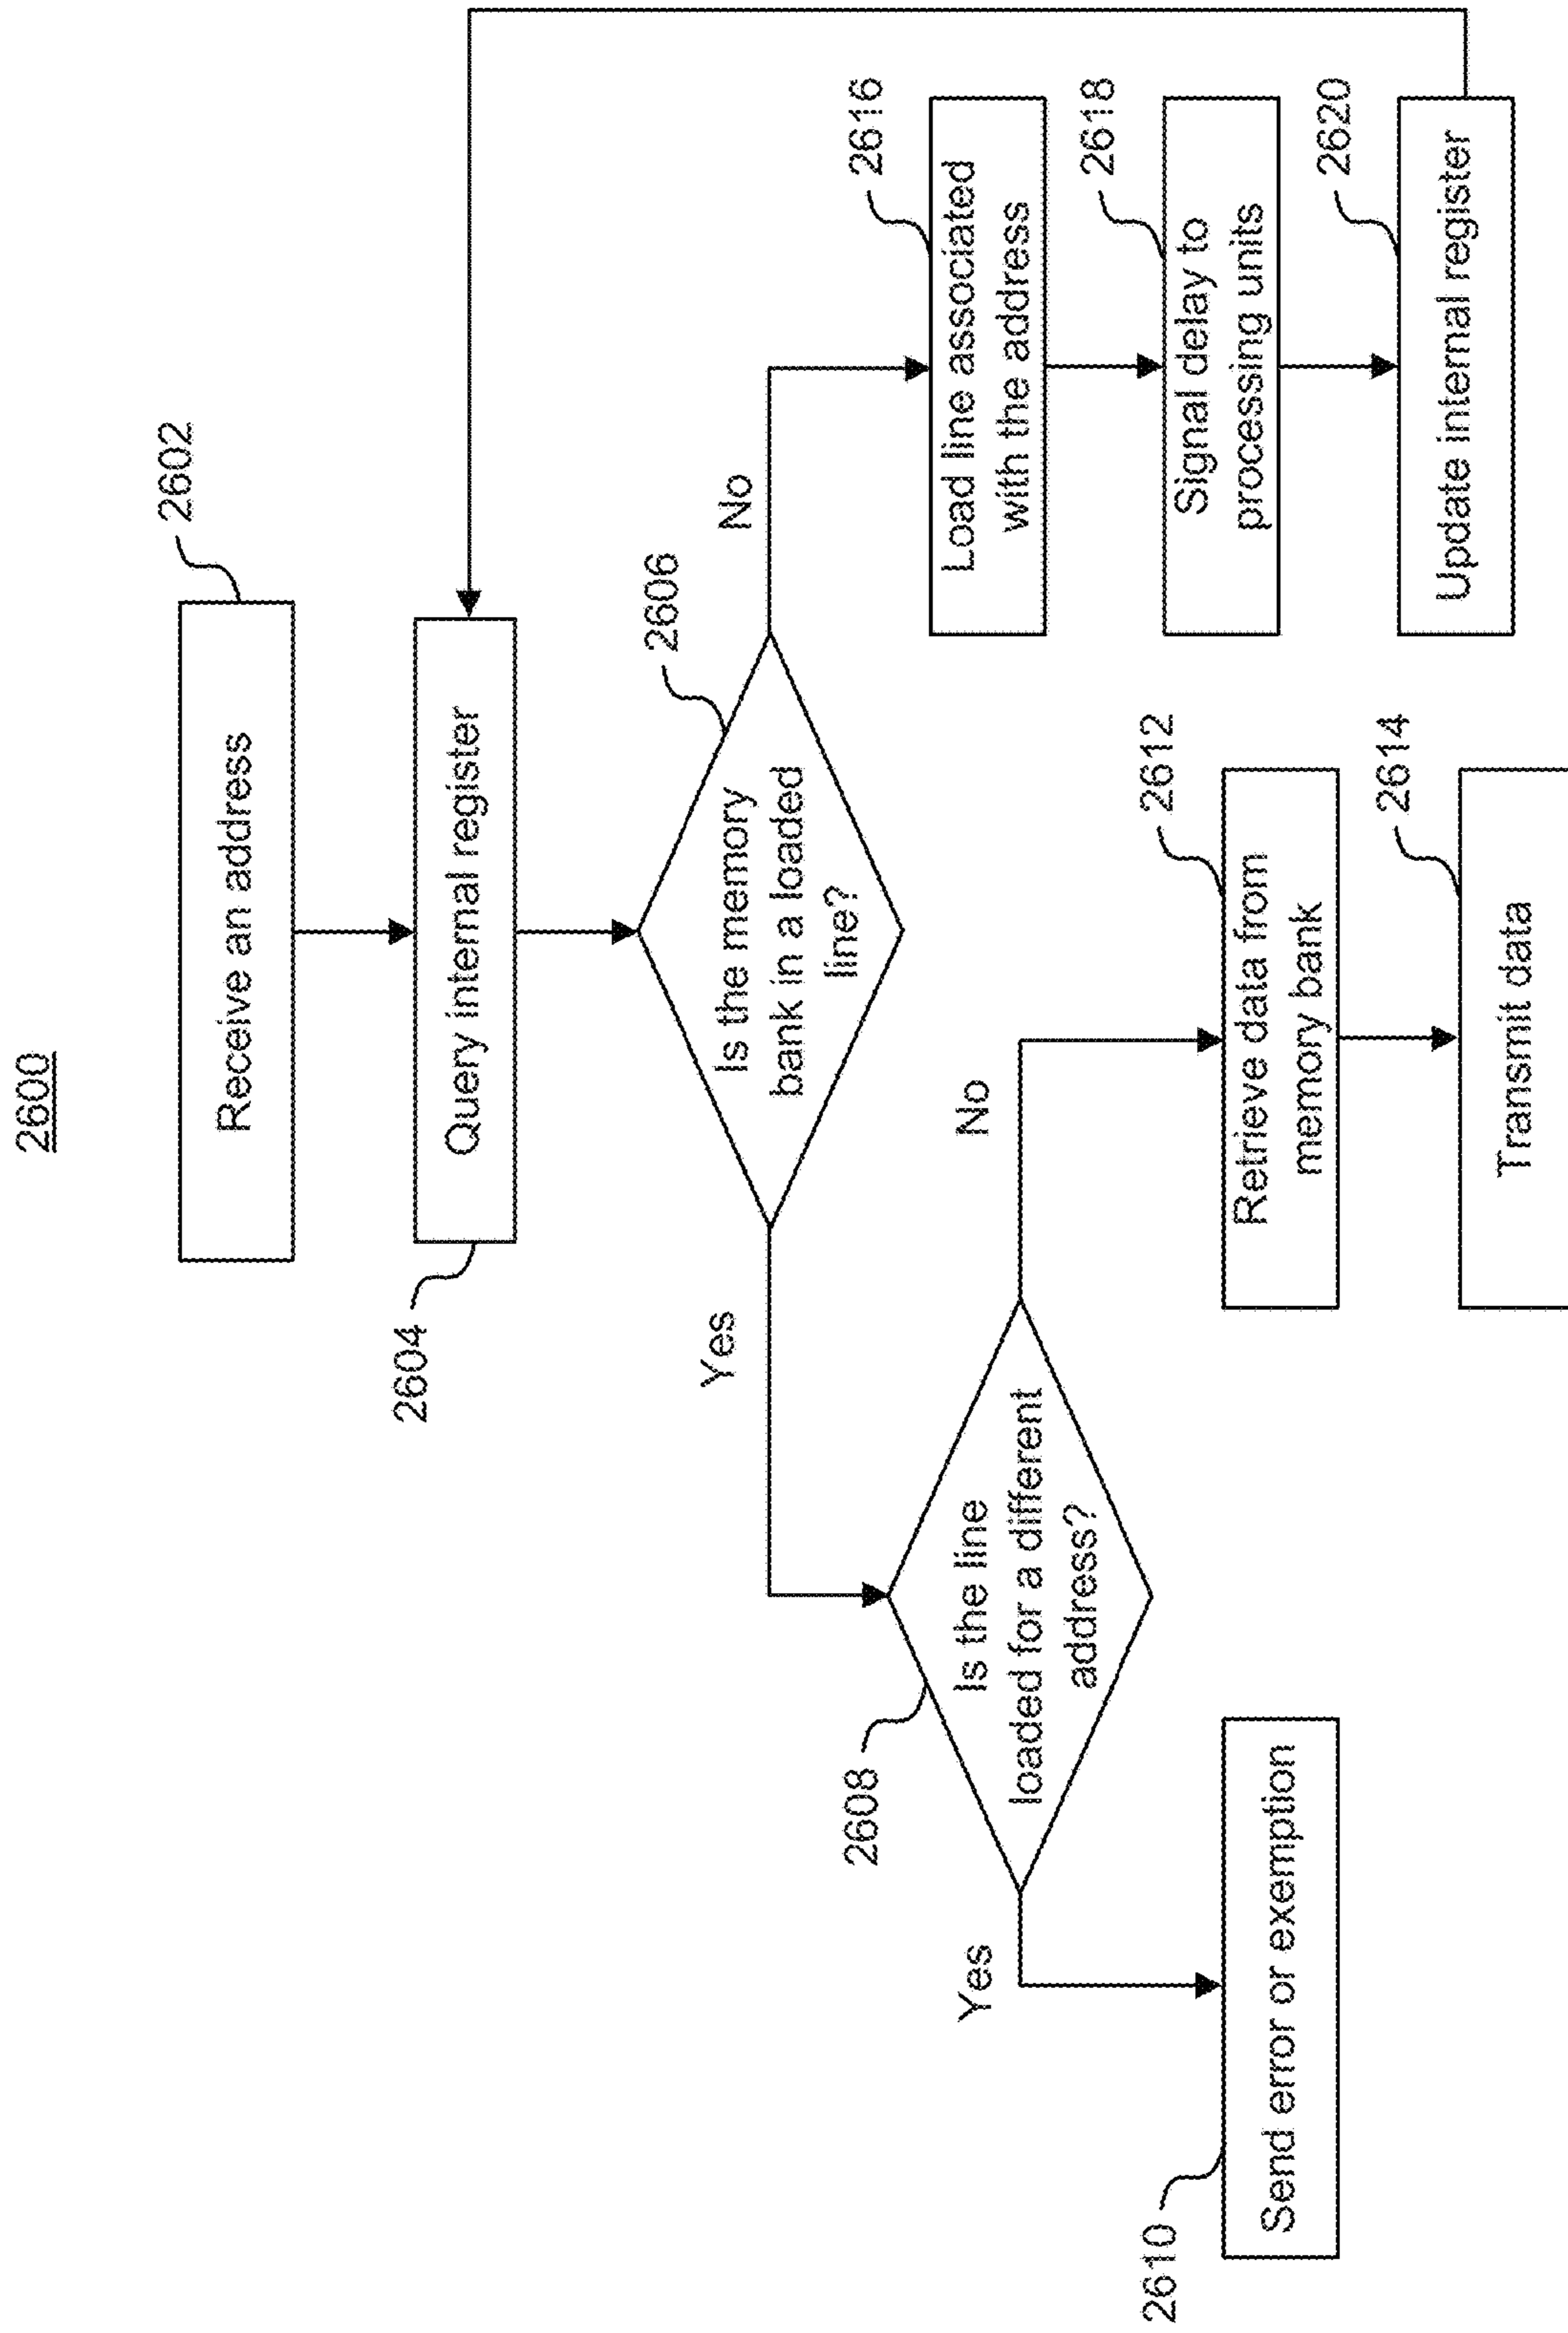 2600
2602
Receive an address
2604
Query internal register
2606
Is the memory
bank in a loaded
line?
Yes
No
2608
Is the line
loaded for a different
address?
Yes
No
2610
Send error or exemption
2612
Retrieve data from
memory bank
2614
Transmit data
2616
Load line associated
with the address
2618
Signal delay to
processing units
2620
Update internal register